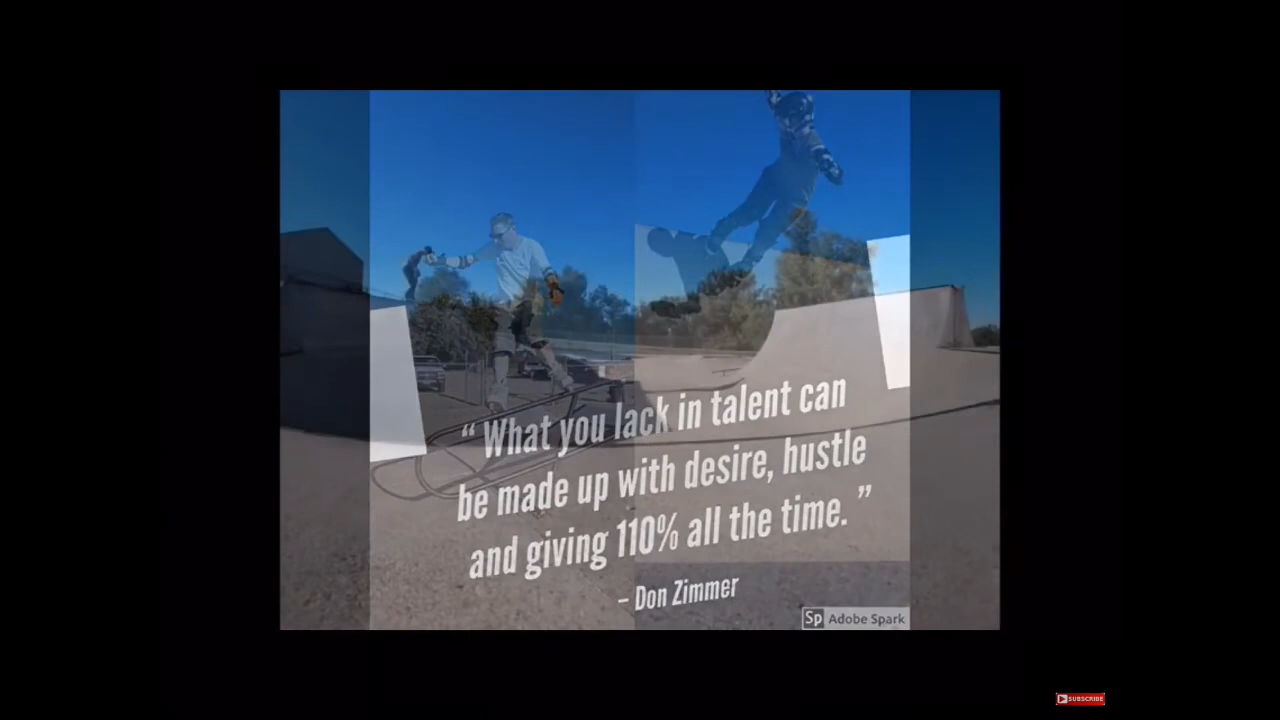 “ What you lack in talent can
be made up with desire, hustle
and giving 110% all the time. ”
– Don Zimmer
Sp Adobe Spark
SUBSCRIBE